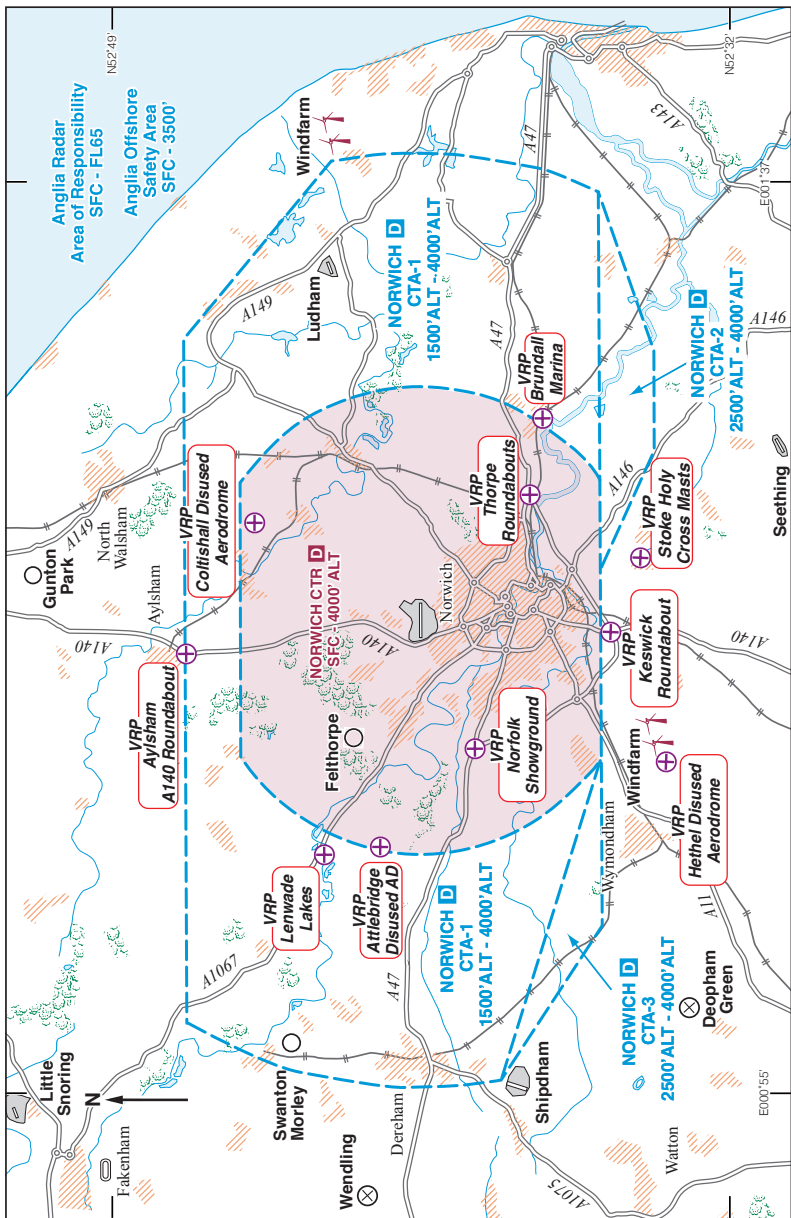 N52°49'
N52°32'
Anglia Radar
Area of Responsibility
SFC - FL65
Anglia Offshore
Safety Area
SFC - 3500'
Windfarm
E001°37'
A47
A143
A149
Ludham
NORWICH D
CTA-1
1500'ALT - 4000'ALT
A47
NORWICH D
CTA-2
2500'ALT - 4000'ALT
A146
VRP
Brundall
Marina
VRP
Thorpe
Roundabouts
A146
VRP
Stoke Holy
Cross Masts
Seething
A149
North
Walsham
VRP
Coltishall Disused
Aerodrome
Gunton
Park
Aylsham
A140
VRP
Aylsham
A140 Roundabout
NORWICH CTR D
SFC - 4000' ALT
Norwich
A140
Felthorpe
VRP
Norfolk
Showground
VRP
Keswick
Roundabout
A140
Windfarm
VRP
Hethel Disused
Aerodrome
A11
Wymondham
VRP
Lenwade
Lakes
VRP
Attlebridge
Disused AD
A1067
A47
NORWICH D
CTA-1
1500'ALT - 4000'ALT
NORWICH D
CTA-3
2500'ALT - 4000'ALT
Deopham
Green
Little
Snoring
N
Fakenham
Swanton
Morley
Dereham
Wendling
Shipdham
A1075
Watton
E000°55'